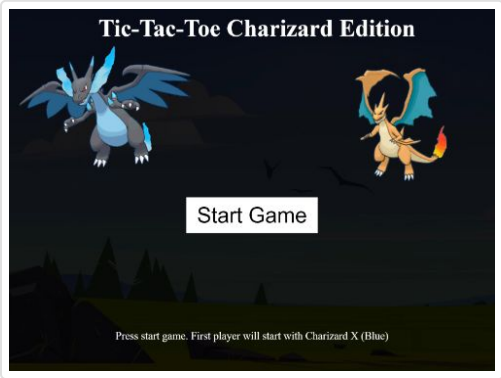 Tic-Tac-Toe Charizard Edition
Start Game
Press start game. First player will start with Charizard X (Blue)